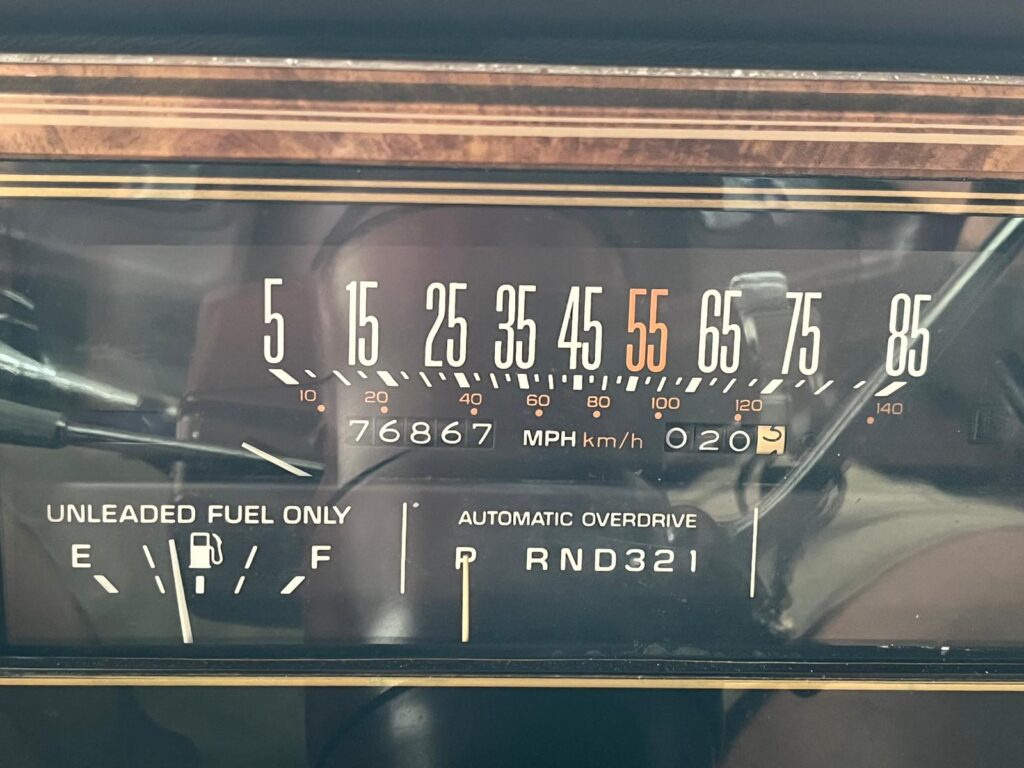 5 15 25 35 45 55 65 75 85
10 20 40 60 80 100 120 140
76867 MPH km/h 020
UNLEADED FUEL ONLY
AUTOMATIC OVERDRIVE
E F
P RND321